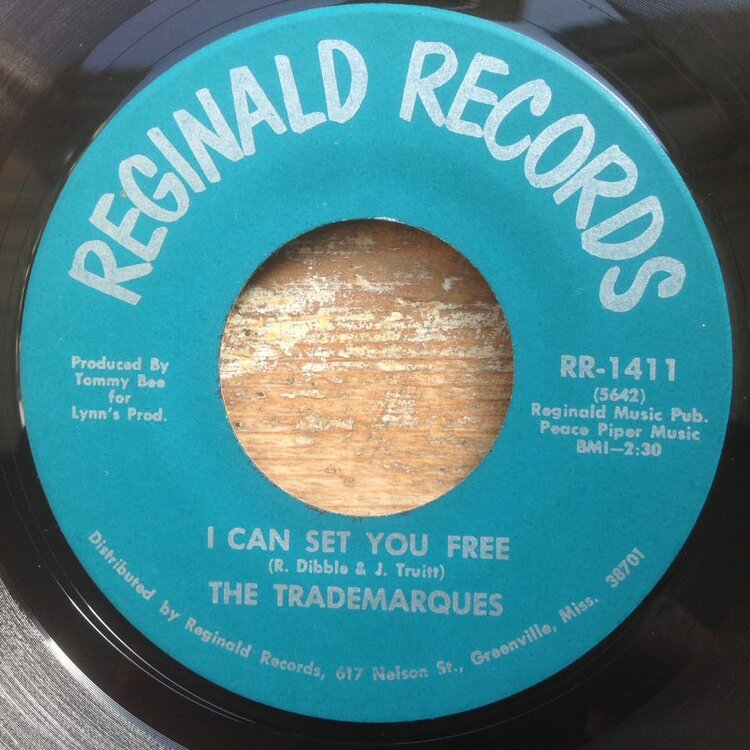 REGINALD RECORDS
Produced By
Tommy Bee
for
Lynn's Prod.
RR-1411
(5642)
Reginald Music Pub.
Peace Piper Music
BMI-2:30
I CAN SET YOU FREE
(R. Dibble & J. Truitt)
THE TRADEMARQUES
Distributed by Reginald Records, 617 Nelson St., Greenville, Miss. 38701